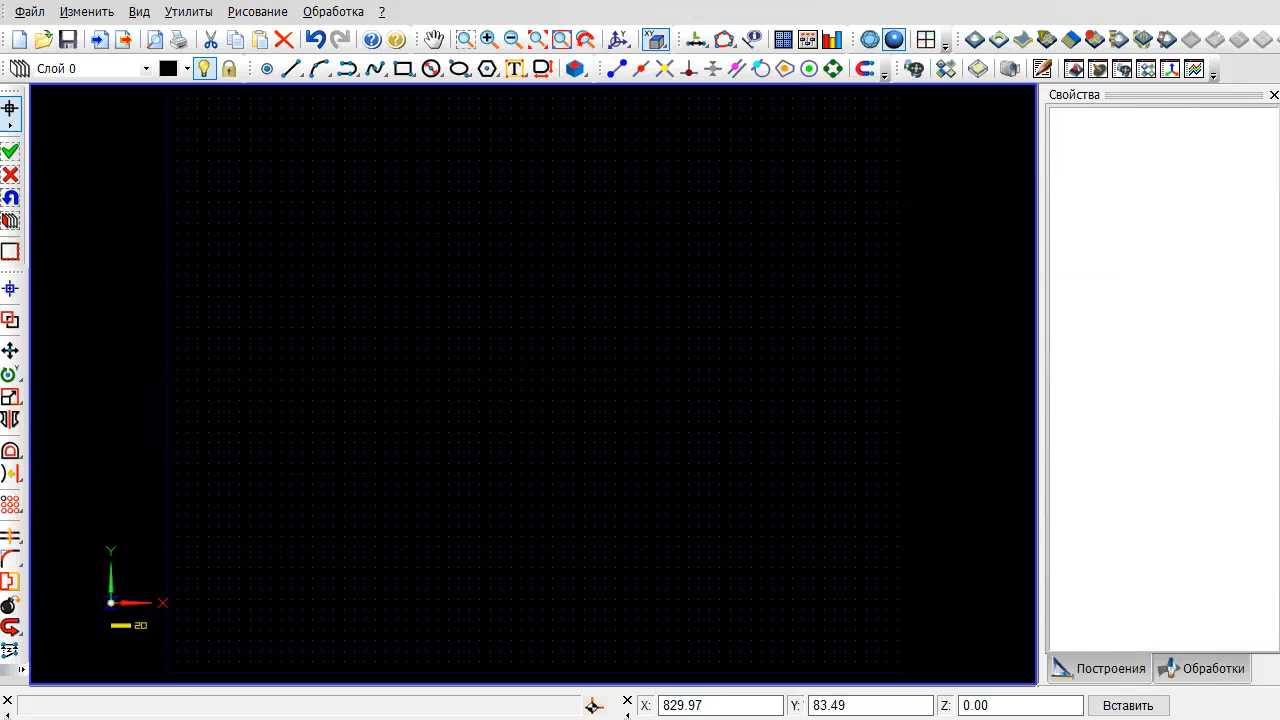 Файл Изменить Вид Утилиты Рисование Обработка ?
XY
Слой 0
Свойства
Y
Y
X
20
Построения Обработки
X: 829.97 Y: 83.49 Z: 0.00 Вставить